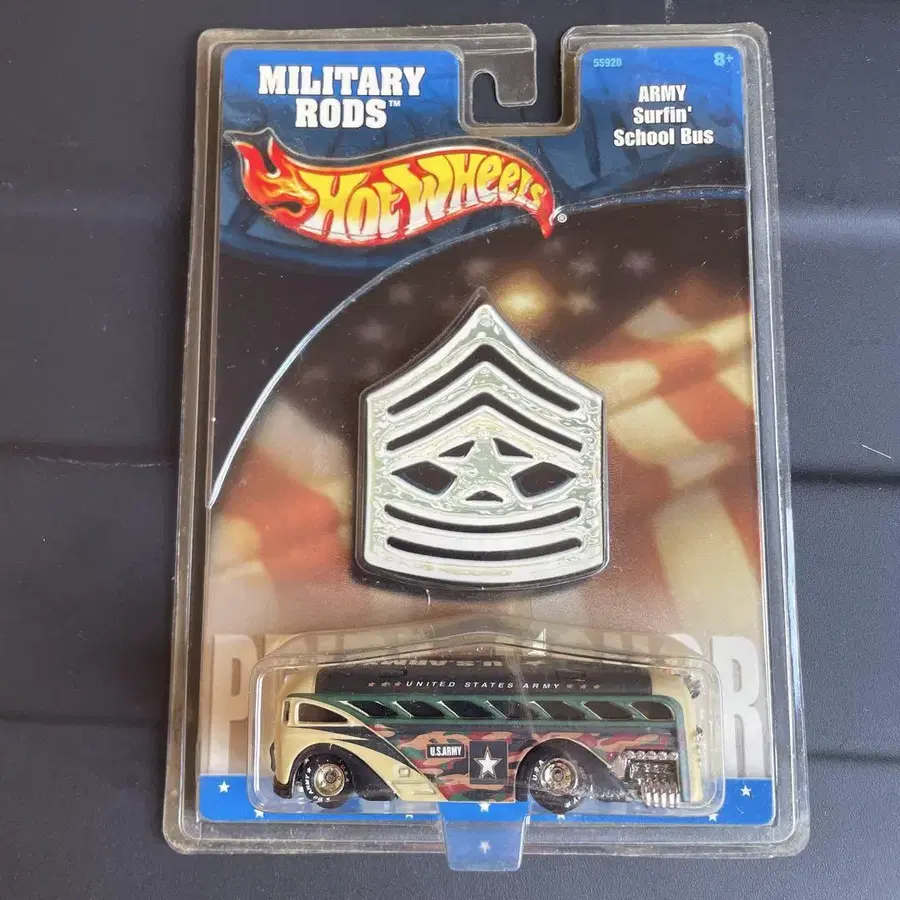 MILITARY
RODS™
HOT WHEELS®
55920
8+
ARMY
Surfin'
School Bus
UNITED STATES ARMY
U.S.ARMY